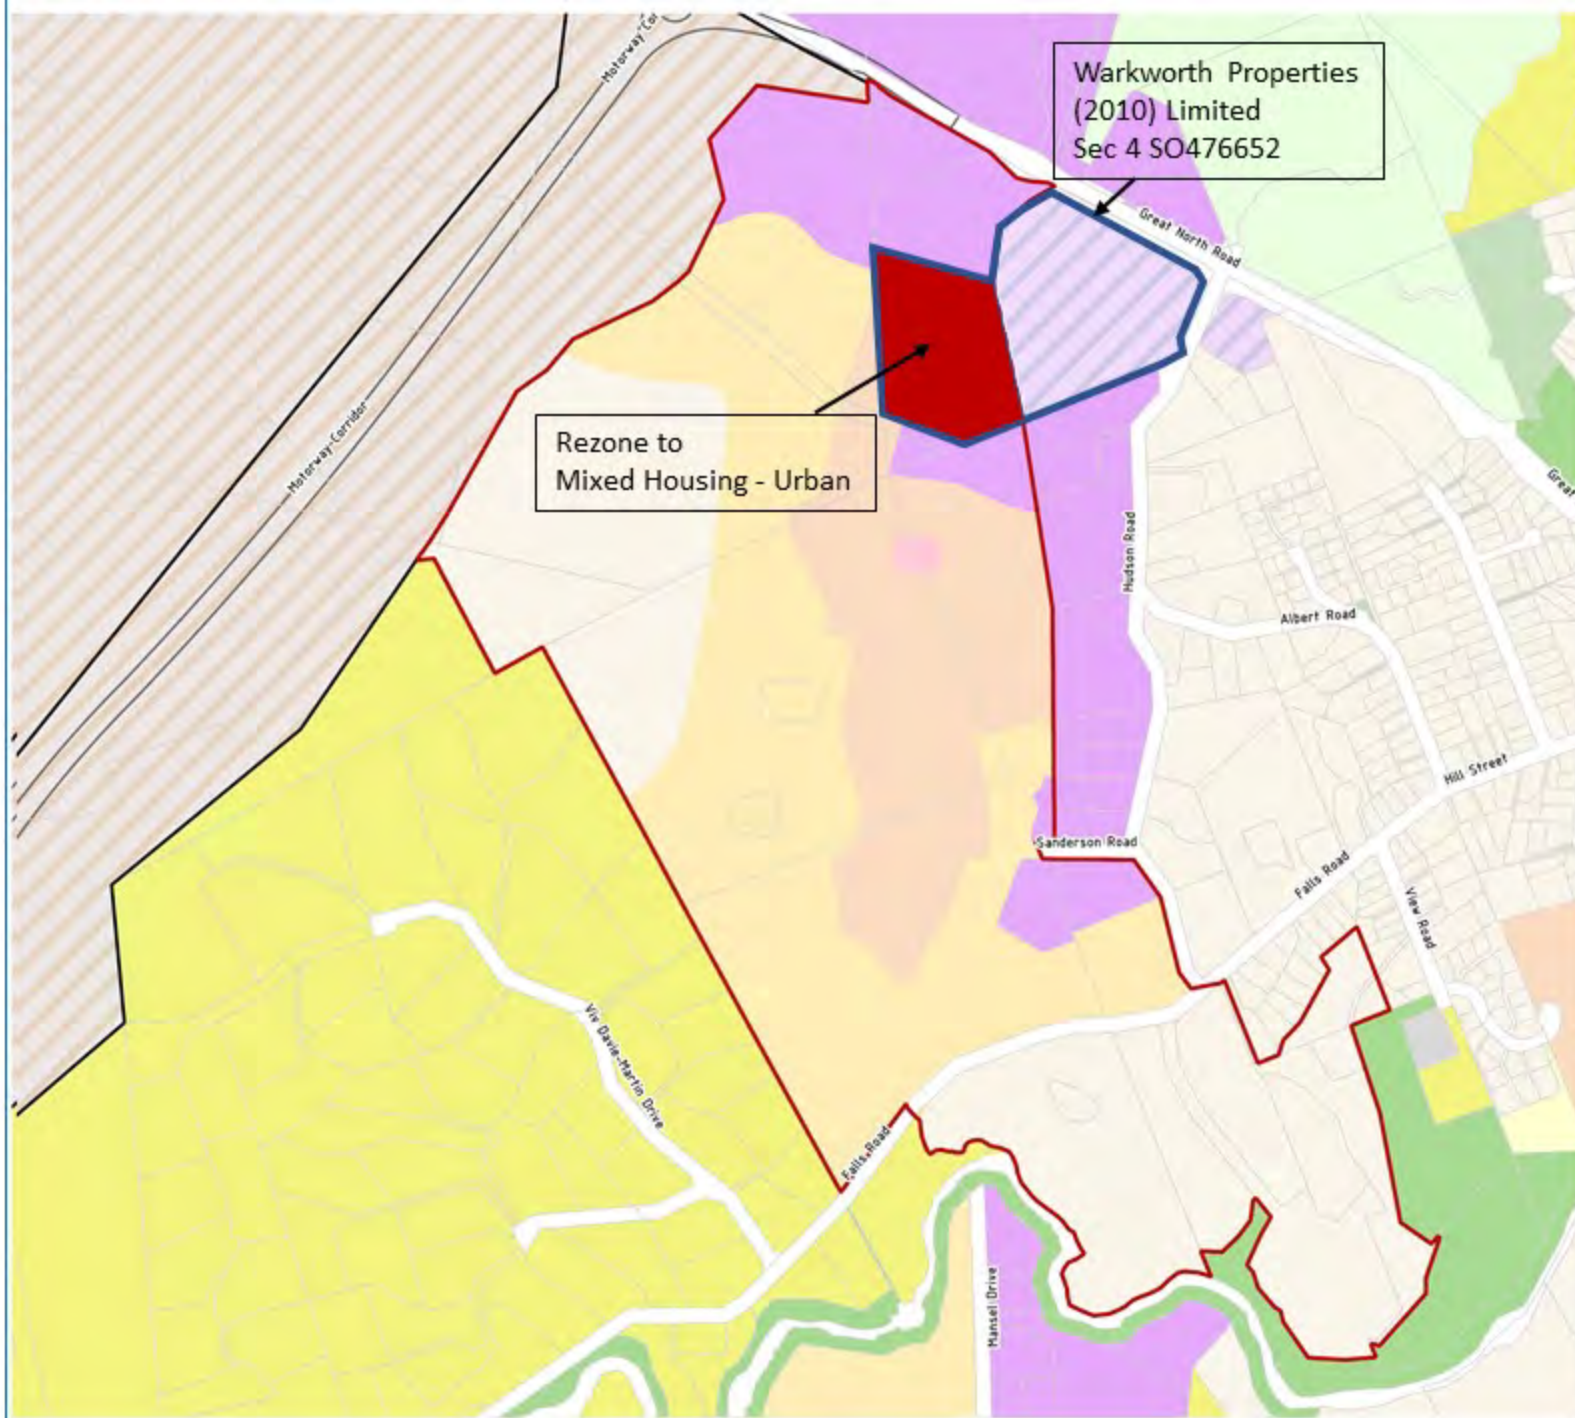 Motorway Cor
Warkworth Properties
(2010) Limited
Sec 4 SO476652
Great North Road
Rezone to
Mixed Housing - Urban
Motorway-Corridor
Great
Hudson Road
Albert Road
Hill Street
Sanderson Road
Falls Road
View Road
Viv Davie-Martin Drive
Falls Road
Mansel Drive